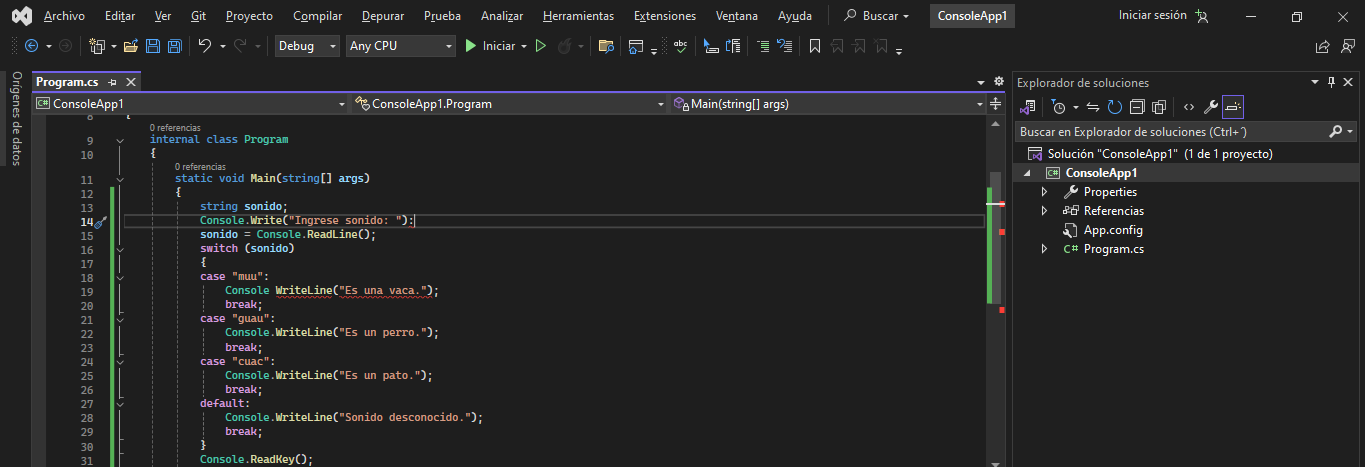 Archivo Editar Ver Git Proyecto Compilar Depurar Prueba Analizar Herramientas Extensiones Ventana Ayuda Buscar ConsoleApp1 Iniciar sesión
Debug Any CPU Iniciar
Orígenes de datos
Program.cs
ConsoleApp1 ConsoleApp1.Program Main(string[] args)
8 {
0 referencias
9 internal class Program
10 {
0 referencias
11 static void Main(string[] args)
12 {
13 string sonido;
14 Console.Write("Ingrese sonido: "):
15 sonido = Console.ReadLine();
16 switch (sonido)
17 {
18 case "muu":
19 Console WriteLine("Es una vaca.");
20 break;
21 case "guau":
22 Console.WriteLine("Es un perro.");
23 break;
24 case "cuac":
25 Console.WriteLine("Es un pato.");
26 break;
27 default:
28 Console.WriteLine("Sonido desconocido.");
29 break;
30 }
31 Console.ReadKey();
Explorador de soluciones
Buscar en Explorador de soluciones (Ctrl+´)
Solución "ConsoleApp1" (1 de 1 proyecto)
C# ConsoleApp1
Properties
Referencias
App.config
C# Program.cs